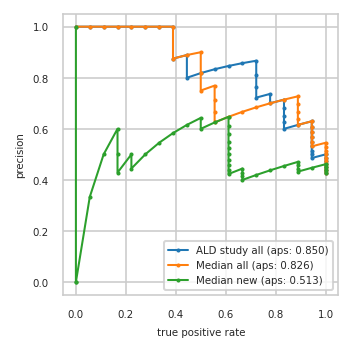 1.0
0.8
0.6
0.4
0.2
0.0
precision
0.0 0.2 0.4 0.6 0.8 1.0
true positive rate
ALD study all (aps: 0.850)
Median all (aps: 0.826)
Median new (aps: 0.513)